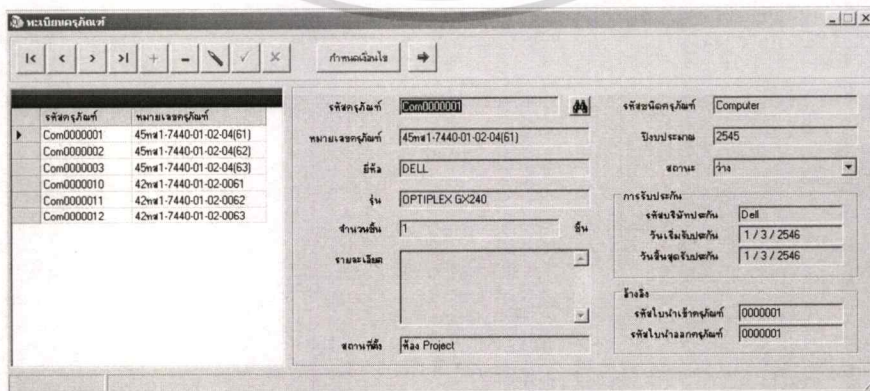 ทะเบียนครุภัณฑ์
กำหนดเงื่อนไข
รหัสครุภัณฑ์ หมายเลขครุภัณฑ์
Com0000001 45ทส1-7440-01-02-04(61)
Com0000002 45ทส1-7440-01-02-04(62)
Com0000003 45ทส1-7440-01-02-04(63)
Com0000010 42ทส1-7440-01-02-0061
Com0000011 42ทส1-7440-01-02-0062
Com0000012 42ทส1-7440-01-02-0063
รหัสครุภัณฑ์ Com0000001
หมายเลขครุภัณฑ์ 45ทส1-7440-01-02-04(61)
ยี่ห้อ DELL
รุ่น OPTIPLEX GX240
จำนวนชิ้น 1 ชิ้น
รายละเอียด
สถานที่ตั้ง ห้อง Project
รหัสชนิดครุภัณฑ์ Computer
ปีงบประมาณ 2545
สถานะ ว่าง
การรับประกัน
รหัสบริษัทประกัน Dell
วันเริ่มรับประกัน 1 / 3 / 2546
วันสิ้นสุดรับประกัน 1 / 3 / 2546
อ้างอิง
รหัสใบนำเข้าครุภัณฑ์ 0000001
รหัสใบนำออกครุภัณฑ์ 0000001